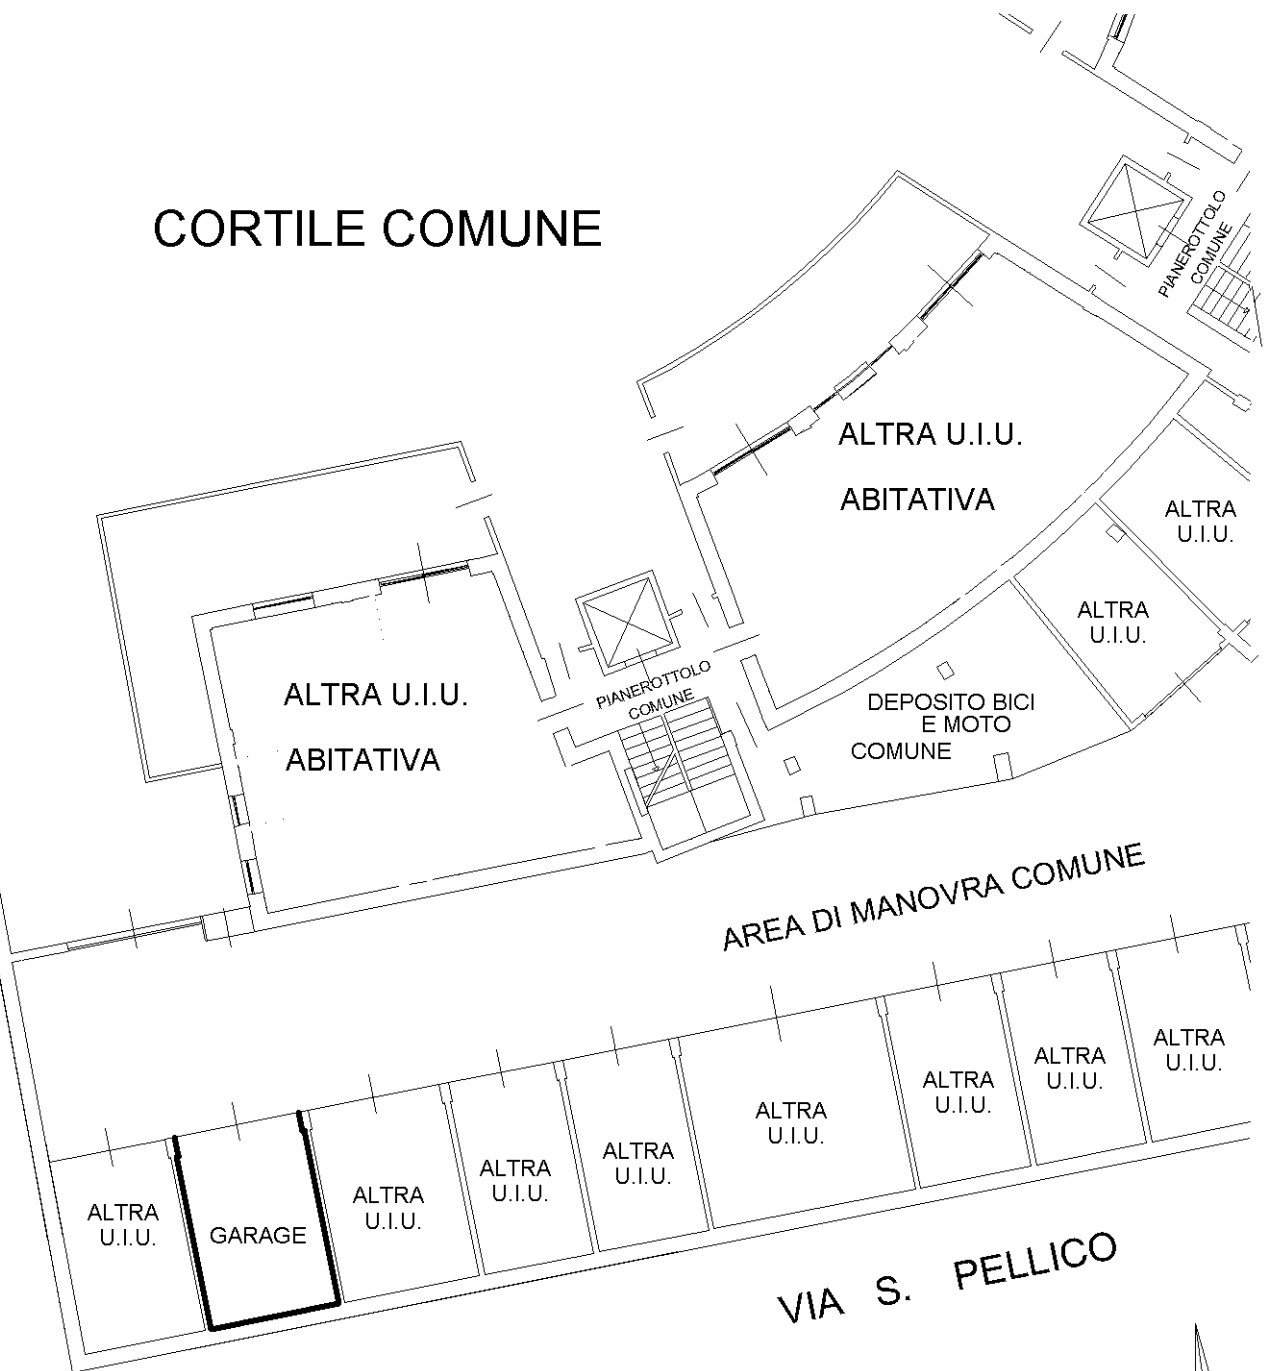 CORTILE COMUNE
PIANEROTTOLO
COMUNE
ALTRA U.I.U.
ABITATIVA
ALTRA
U.I.U.
ALTRA
U.I.U.
ALTRA U.I.U.
ABITATIVA
PIANEROTTOLO
COMUNE
DEPOSITO BICI
E MOTO
COMUNE
AREA DI MANOVRA COMUNE
ALTRA
U.I.U.
GARAGE
ALTRA
U.I.U.
ALTRA
U.I.U.
ALTRA
U.I.U.
ALTRA
U.I.U.
ALTRA
U.I.U.
ALTRA
U.I.U.
ALTRA
U.I.U.
VIA S. PELLICO